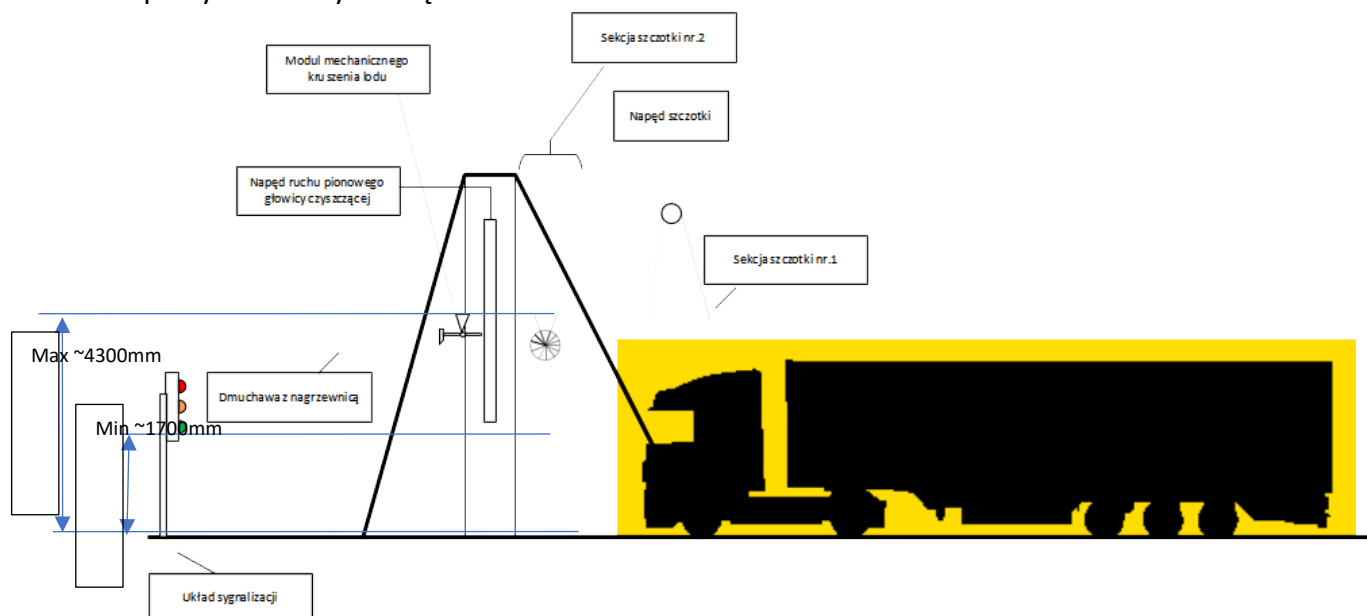 Sekcja szczotki nr.2
Moduł mechanicznego
kruszenia lodu
Napęd szczotki
Napęd ruchu pionowego
głowicy czyszczącej
Sekcja szczotki nr.1
Max ~4300mm
Dmuchawa z nagrzewnicą
Min ~1700mm
Układ sygnalizacji